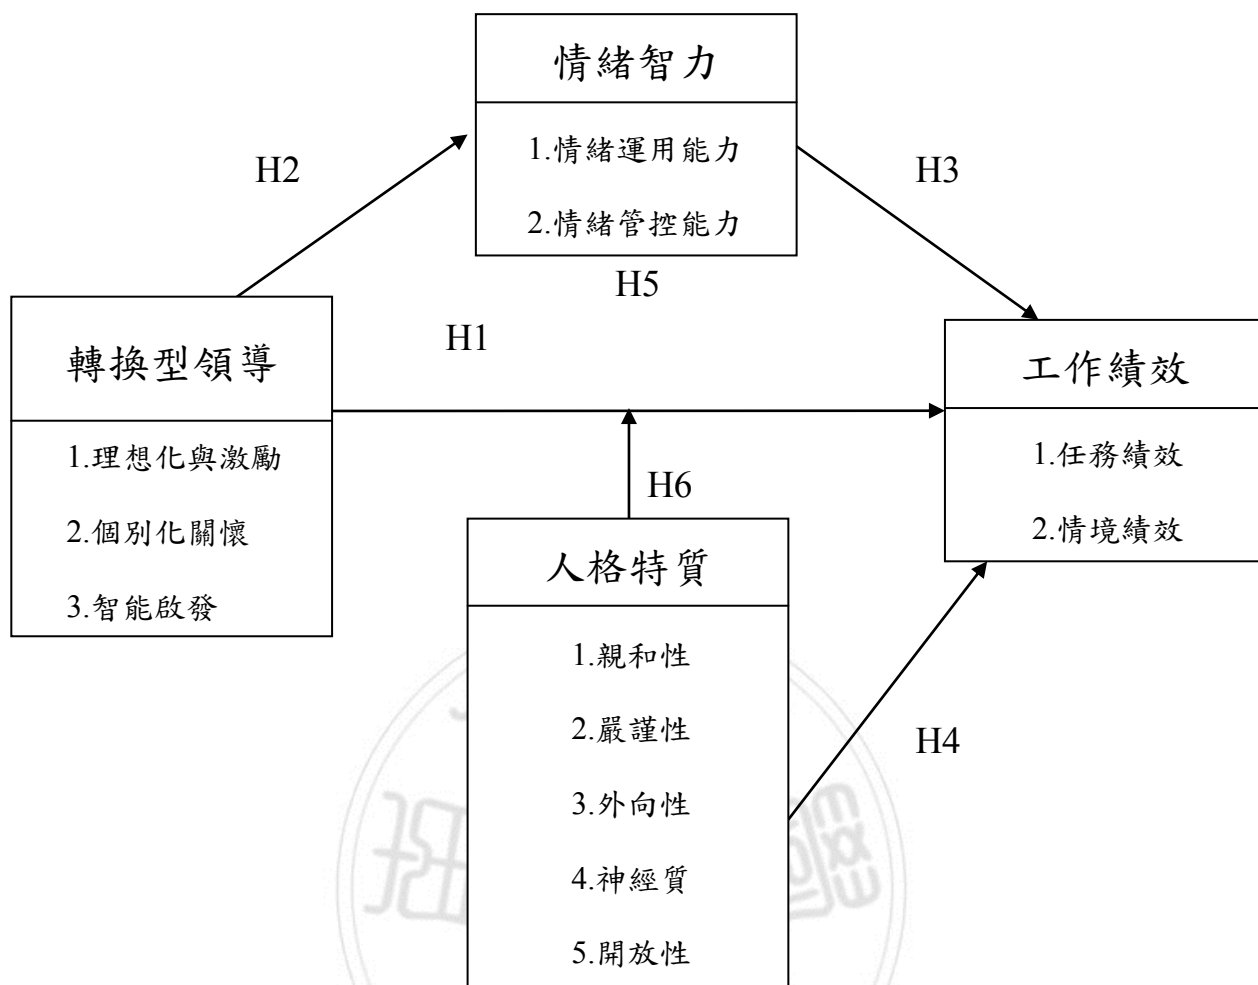 情緒智力
1.情緒運用能力
2.情緒管控能力
H2
H3
H5
轉換型領導
1.理想化與激勵
2.個別化關懷
3.智能啟發
H1
工作績效
1.任務績效
2.情境績效
H6
人格特質
1.親和性
2.嚴謹性
3.外向性
4.神經質
5.開放性
H4